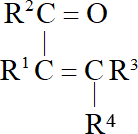 R²C = O
R¹C = C R³
R⁴